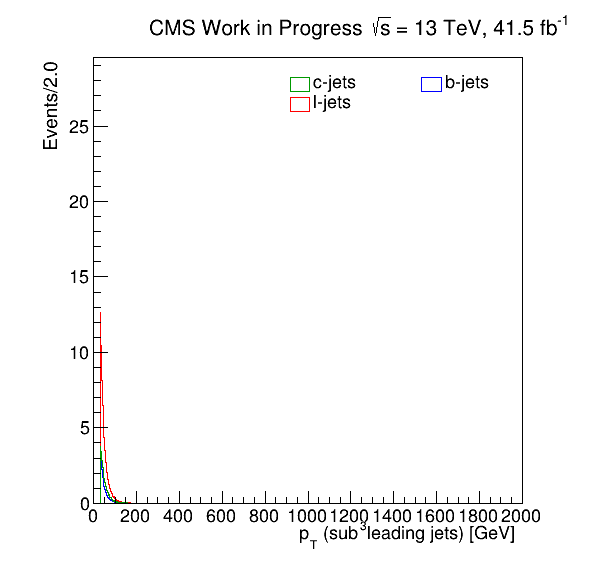 CMS Work in Progress √s = 13 TeV, 41.5 fb⁻¹
Events/2.0
c-jets
b-jets
l-jets
25
20
15
10
5
0
0 200 400 600 800 1000 1200 1400 1600 1800 2000
p_T (sub³leading jets) [GeV]